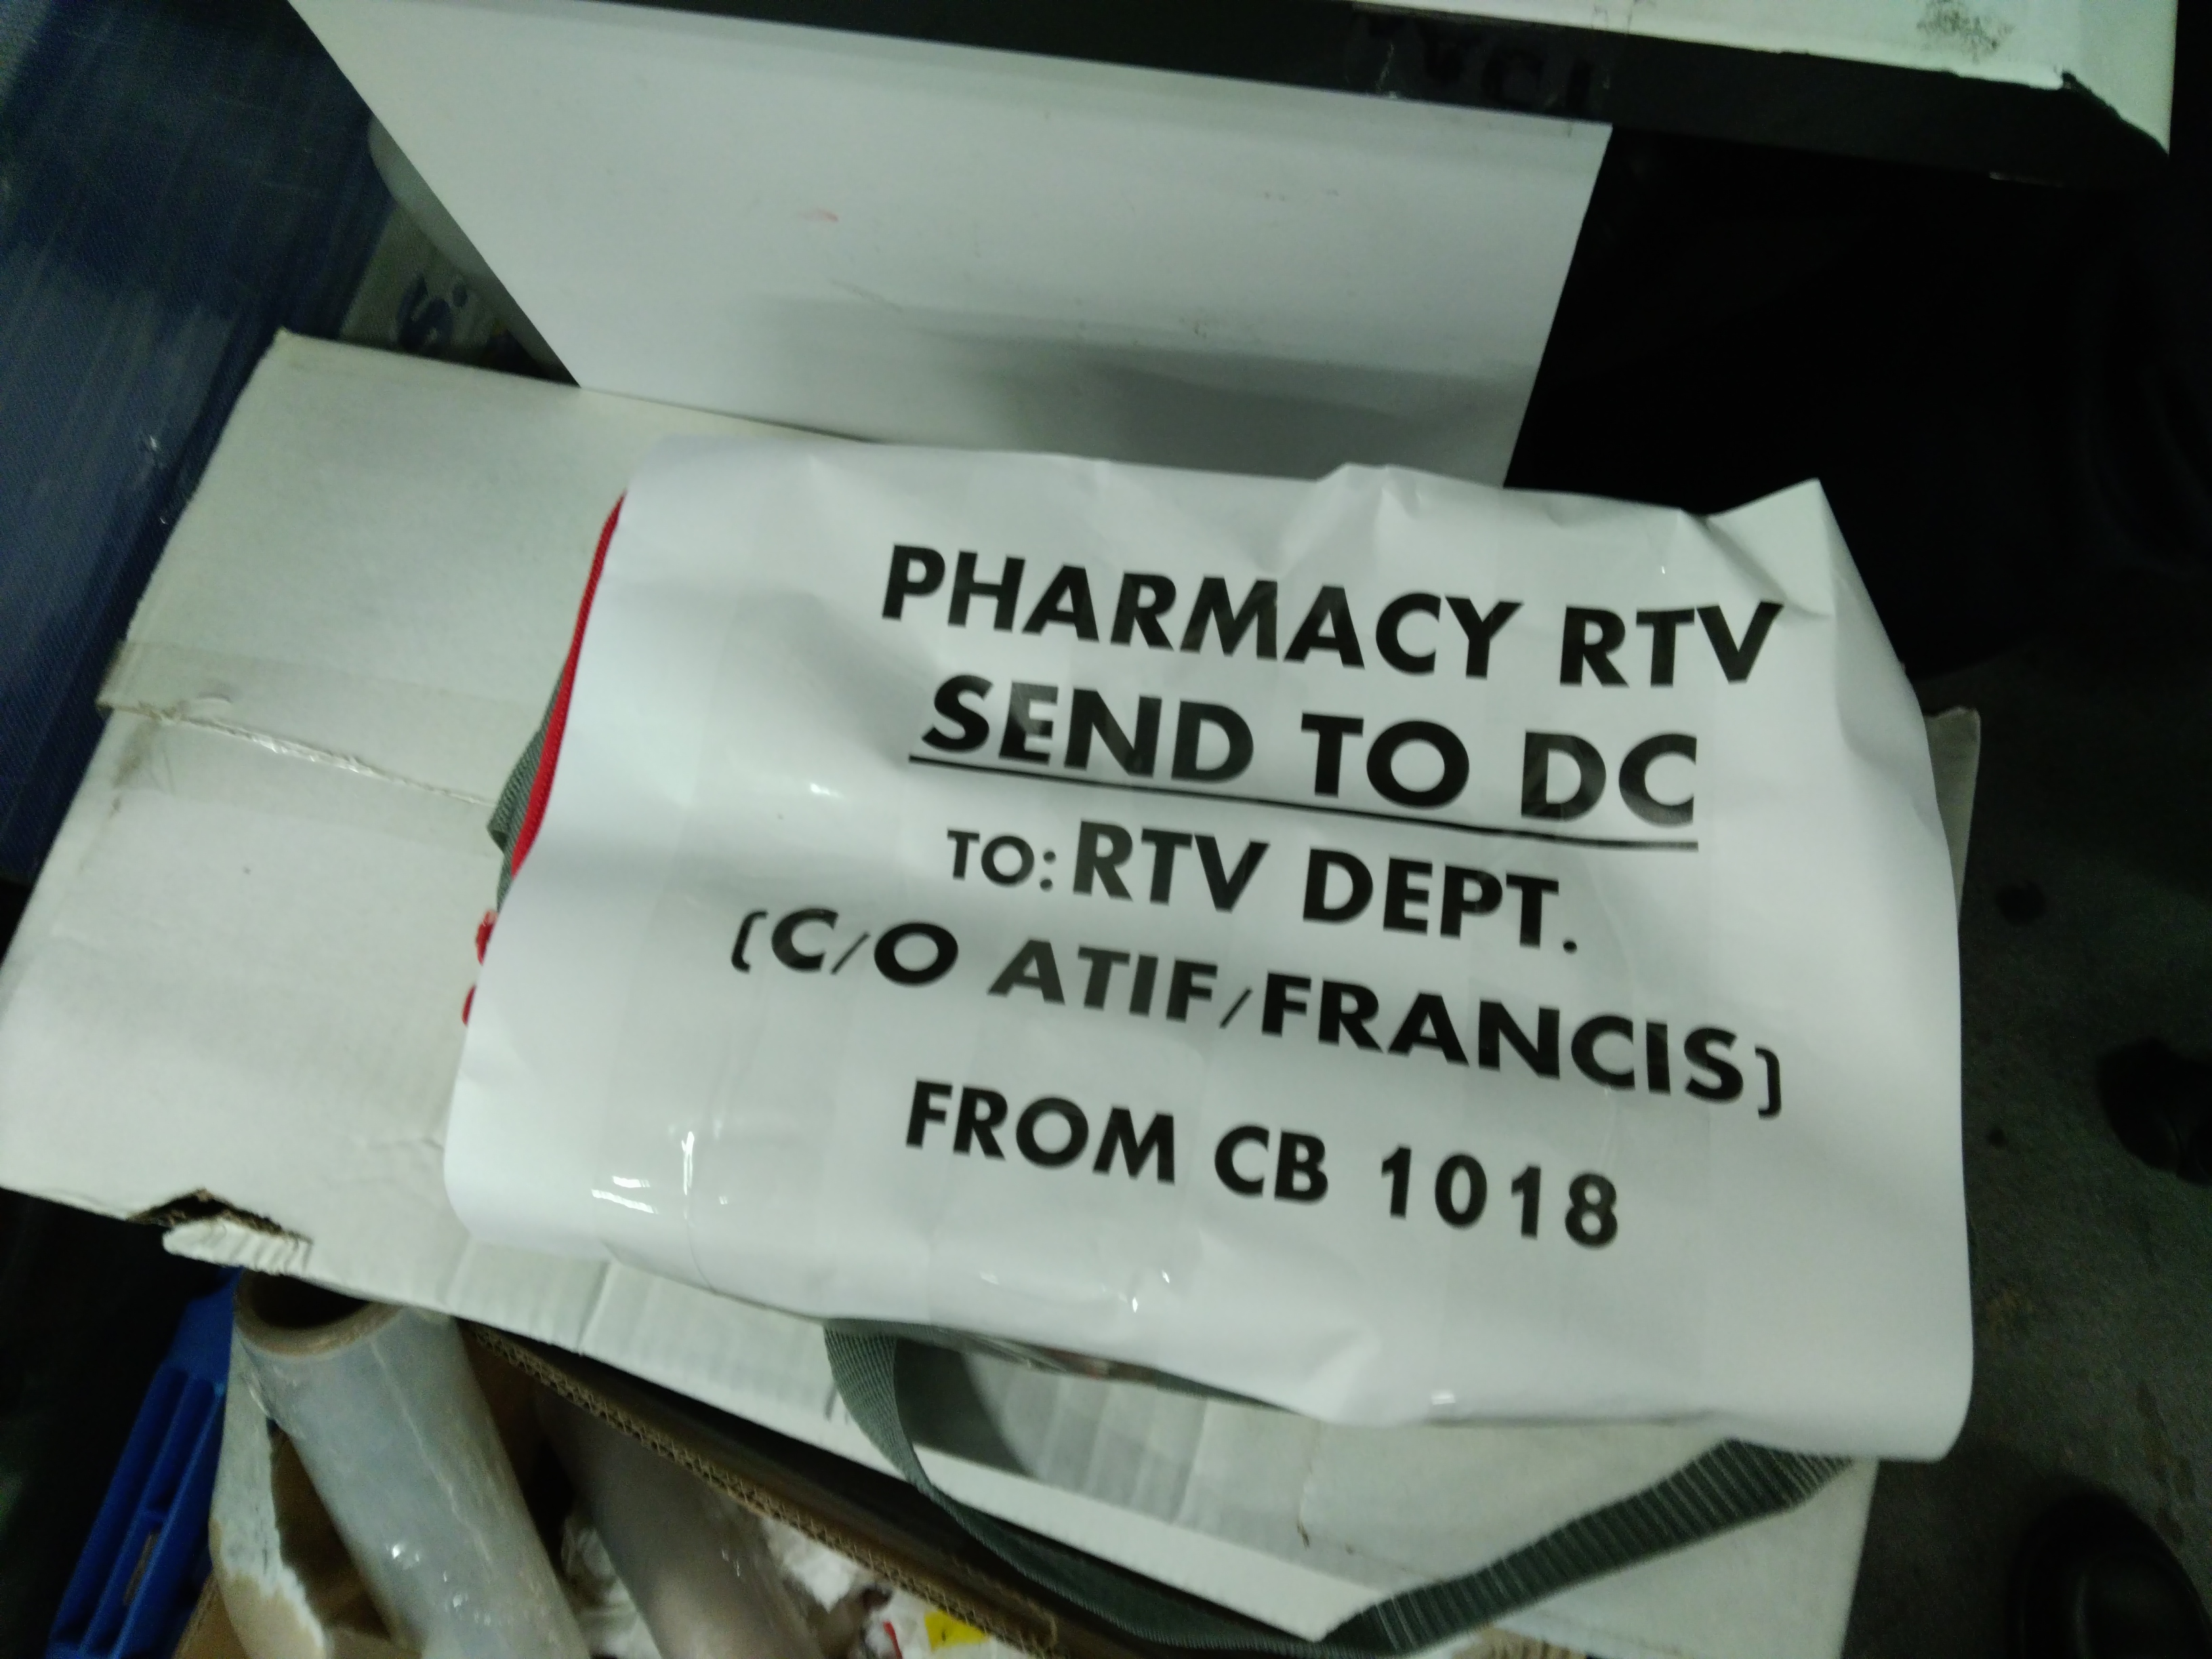 PHARMACY RTV
SEND TO DC
TO: RTV DEPT.
(C/O ATIF/FRANCIS)
FROM CB 1018